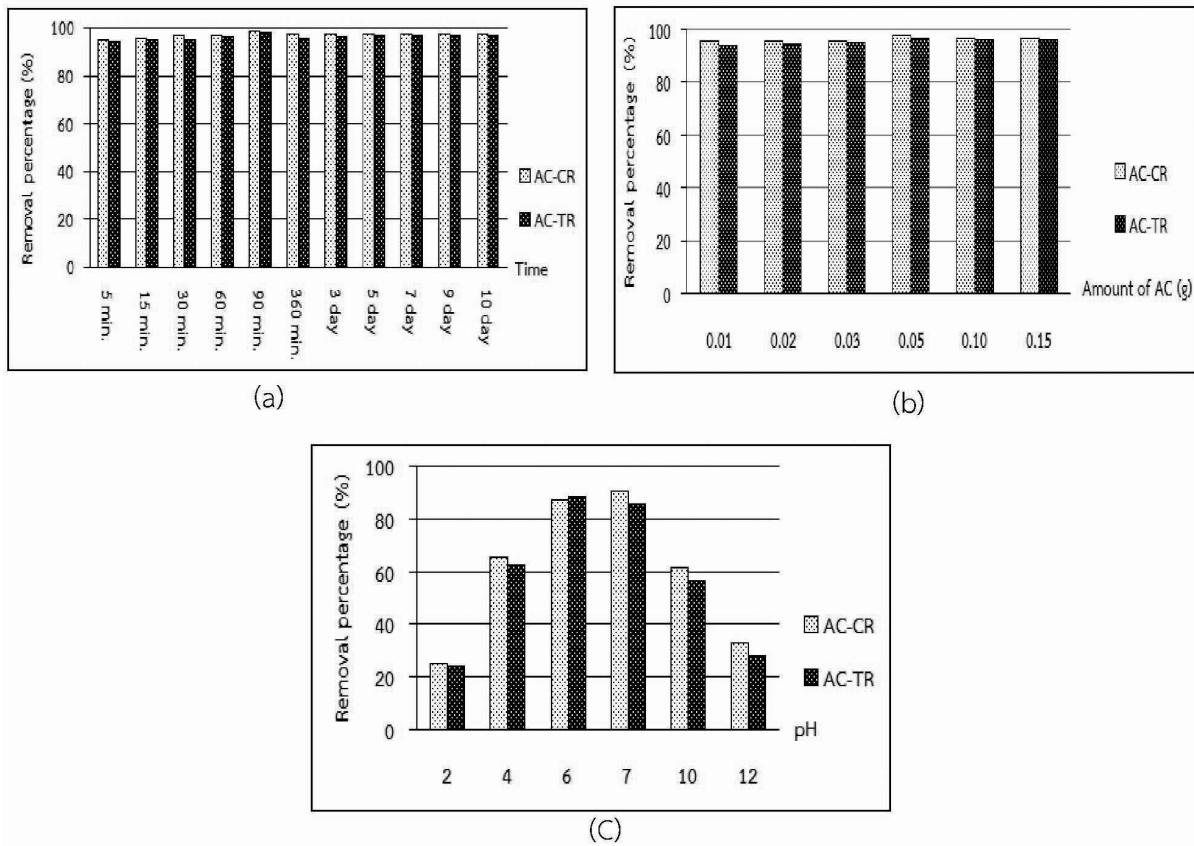 Removal percentage (%)
100
80
60
40
20
0
5 min.
15 min.
30 min.
60 min.
90 min.
360 min.
3 day
5 day
7 day
9 day
10 day
Time
AC-CR
AC-TR
(a)
Removal percentage (%)
100
80
60
40
20
0
0.01 0.02 0.03 0.05 0.10 0.15
Amount of AC (g)
AC-CR
AC-TR
(b)
Removal percentage (%)
100
80
60
40
20
0
2 4 6 7 10 12
pH
AC-CR
AC-TR
(C)